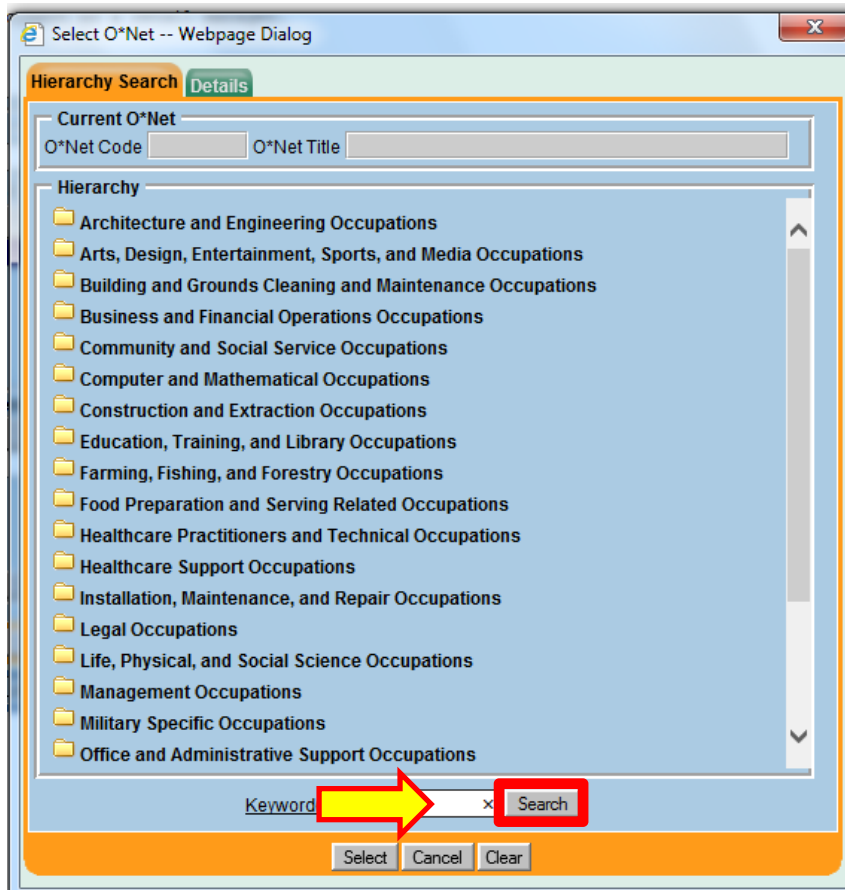 Select O*Net -- Webpage Dialog
Hierarchy Search Details
Current O*Net
O*Net Code O*Net Title
Hierarchy
Architecture and Engineering Occupations
Arts, Design, Entertainment, Sports, and Media Occupations
Building and Grounds Cleaning and Maintenance Occupations
Business and Financial Operations Occupations
Community and Social Service Occupations
Computer and Mathematical Occupations
Construction and Extraction Occupations
Education, Training, and Library Occupations
Farming, Fishing, and Forestry Occupations
Food Preparation and Serving Related Occupations
Healthcare Practitioners and Technical Occupations
Healthcare Support Occupations
Installation, Maintenance, and Repair Occupations
Legal Occupations
Life, Physical, and Social Science Occupations
Management Occupations
Military Specific Occupations
Office and Administrative Support Occupations
Keyword × Search
Select Cancel Clear